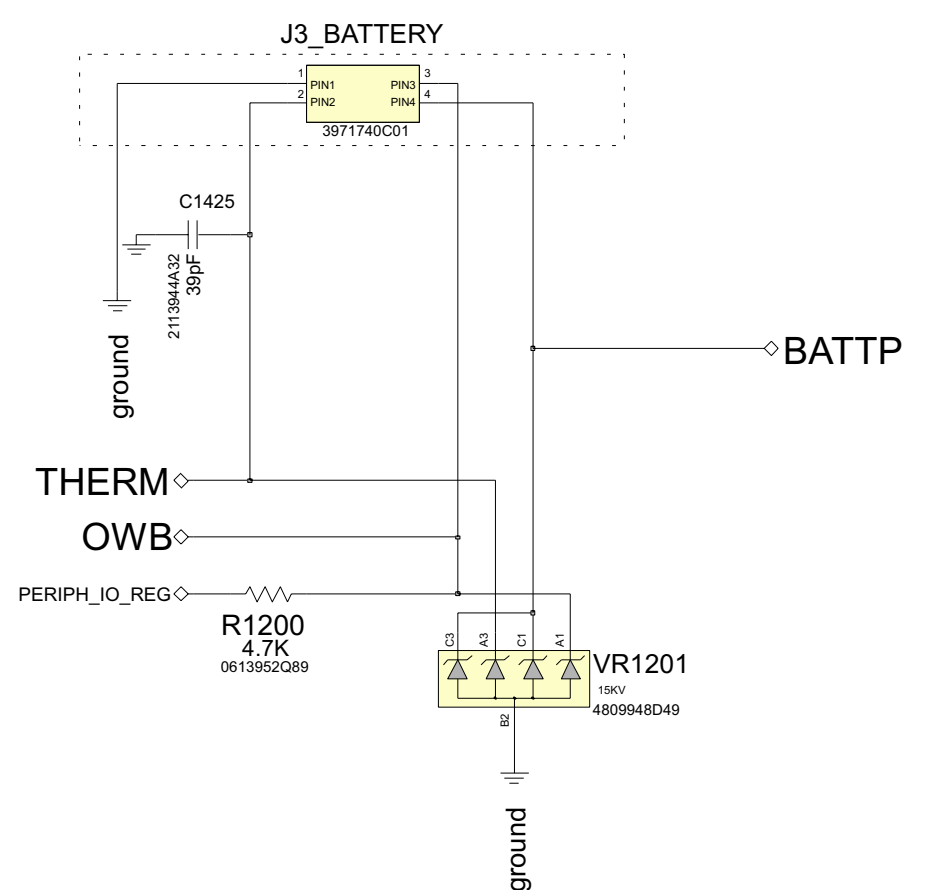 J3_BATTERY
1
PIN1
PIN3
3
2
PIN2
PIN4
4
3971740C01
C1425
2113944A32
39pF
ground
BATTP
THERM
OWB
PERIPH_IO_REG
R1200
4.7K
0613952Q89
C3
A3
C1
A1
VR1201
15KV
4809948D49
B2
ground